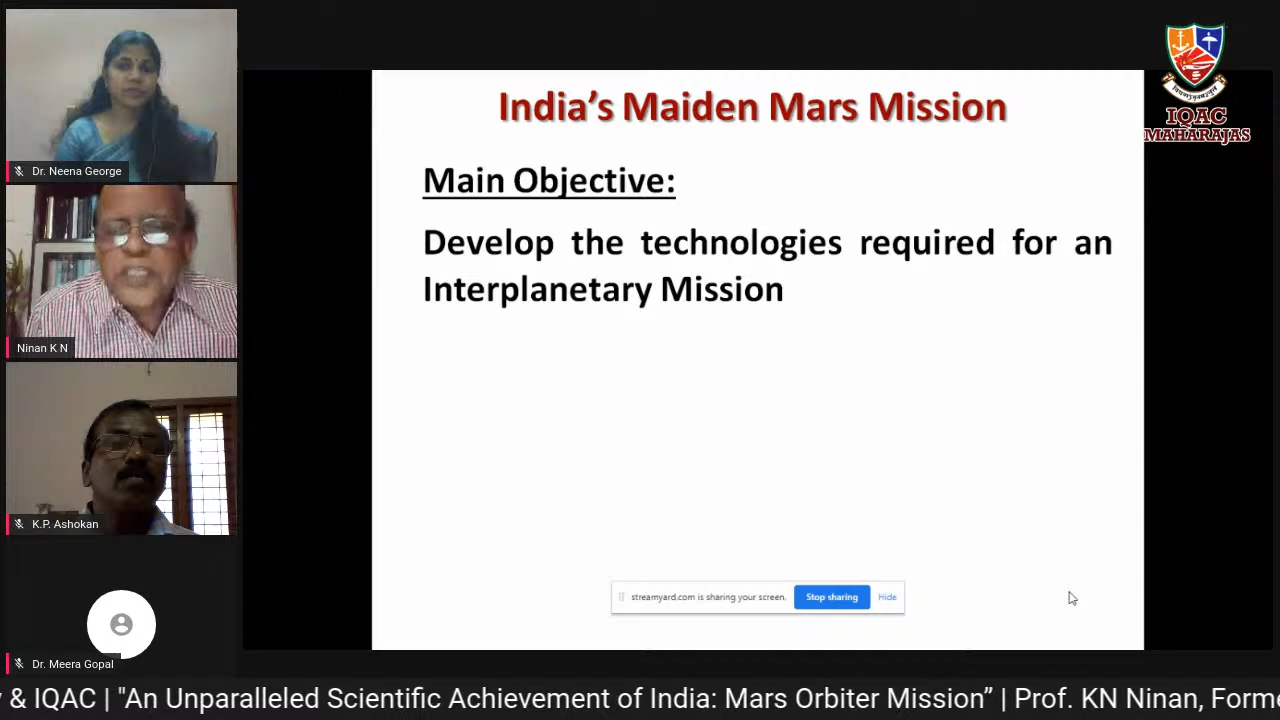 Dr. Neena George
Ninan K N
K.P. Ashokan
Dr. Meera Gopal
India's Maiden Mars Mission
Main Objective:
Develop the technologies required for an
Interplanetary Mission
streamyard.com is sharing your screen. Stop sharing Hide
IQAC
MAHARAJAS
& IQAC | "An Unparalleled Scientific Achievement of India: Mars Orbiter Mission” | Prof. KN Ninan, Forme